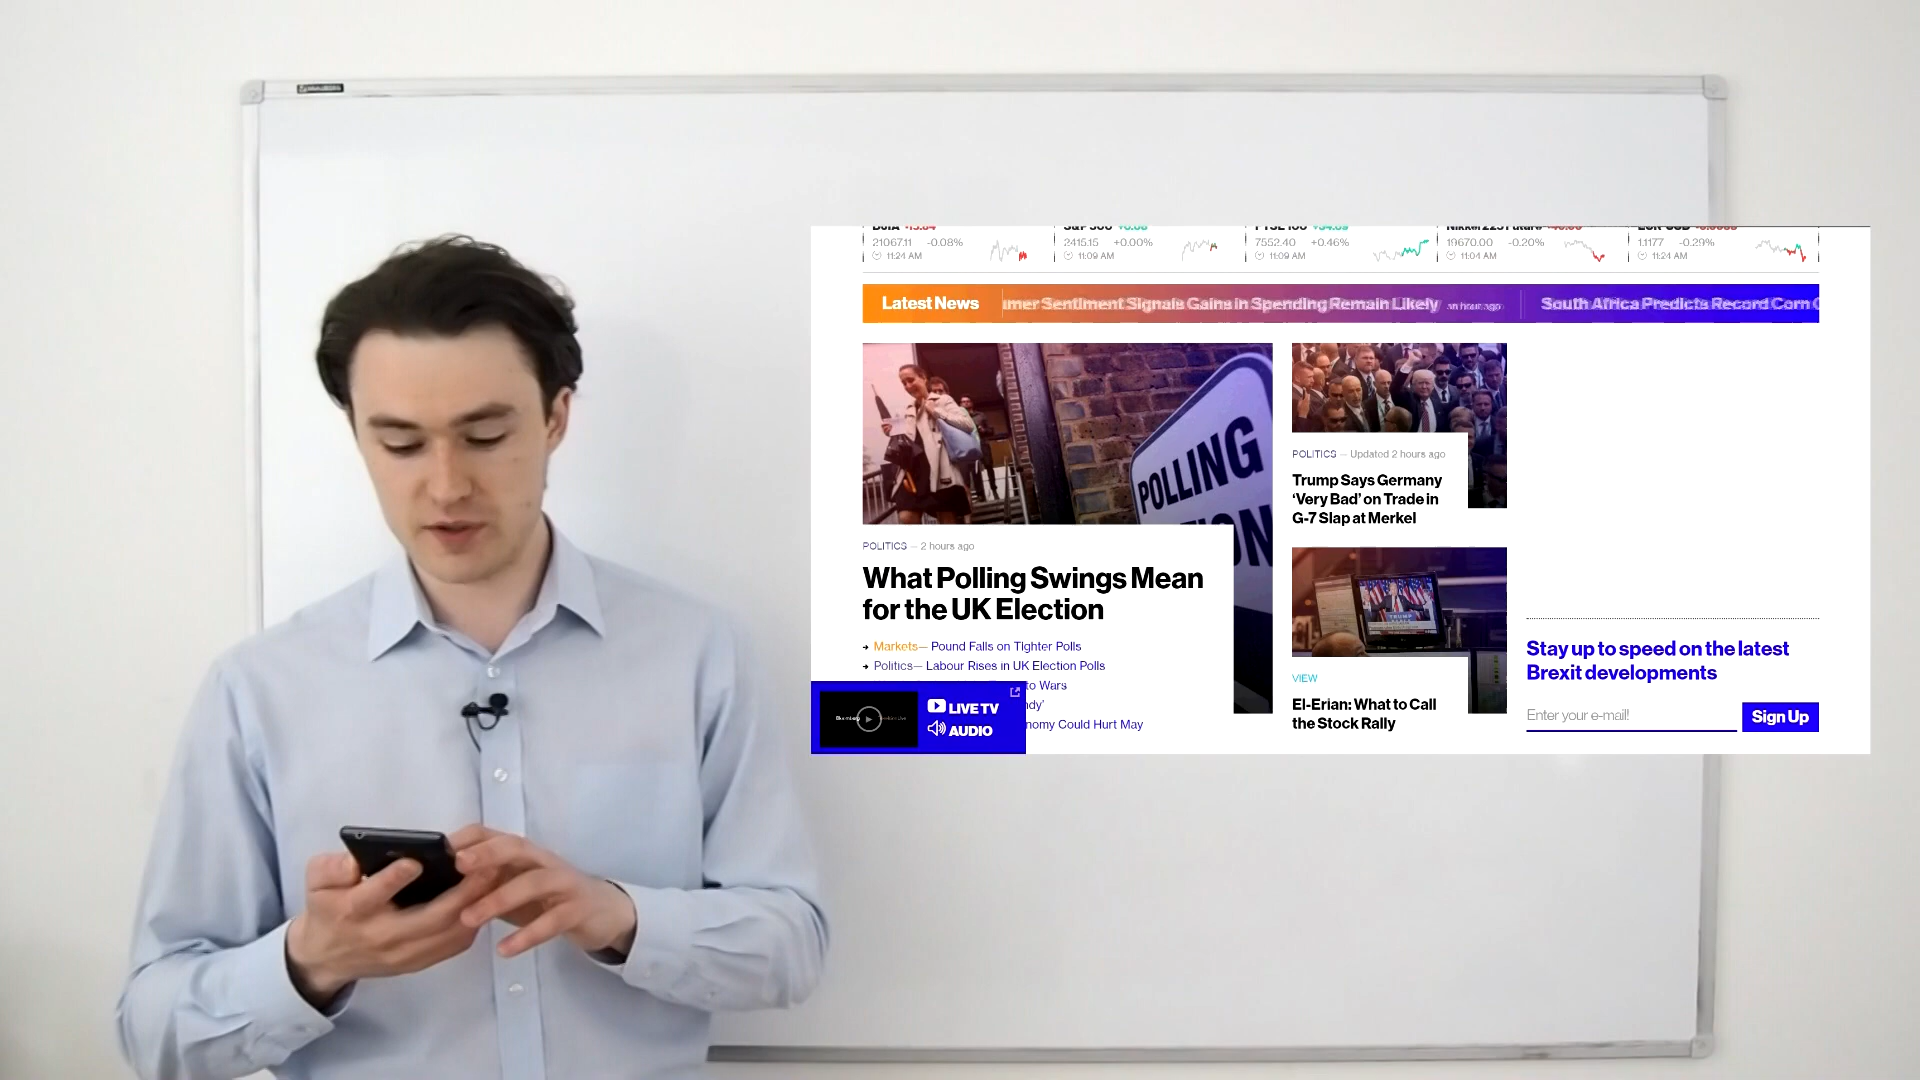 21067.11 -0.08%
11:24 AM
2415.15 +0.00%
11:09 AM
7552.40 +0.46%
11:09 AM
19670.00 -0.20%
11:04 AM
1.1177 -0.29%
11:24 AM
Latest News
umer Sentiment Signals Gains in Spending Remain Likely an hour ago
South Africa Predicts Record Corn
POLLING
POLITICS — 2 hours ago
What Polling Swings Mean
for the UK Election
Markets— Pound Falls on Tighter Polls
Politics— Labour Rises in UK Election Polls
to Wars
ndy'
nomy Could Hurt May
LIVE TV
AUDIO
POLITICS — Updated 2 hours ago
Trump Says Germany
'Very Bad' on Trade in
G-7 Slap at Merkel
TRUMP
VIEW
El-Erian: What to Call
the Stock Rally
Stay up to speed on the latest
Brexit developments
Enter your e-mail!
Sign Up